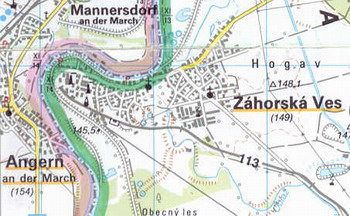 Mannersdorf
an der March
A
Hogav
148,1
Záhorská Ves
(149)
145,5
Angern
an der March
(154)
113
Obecný les